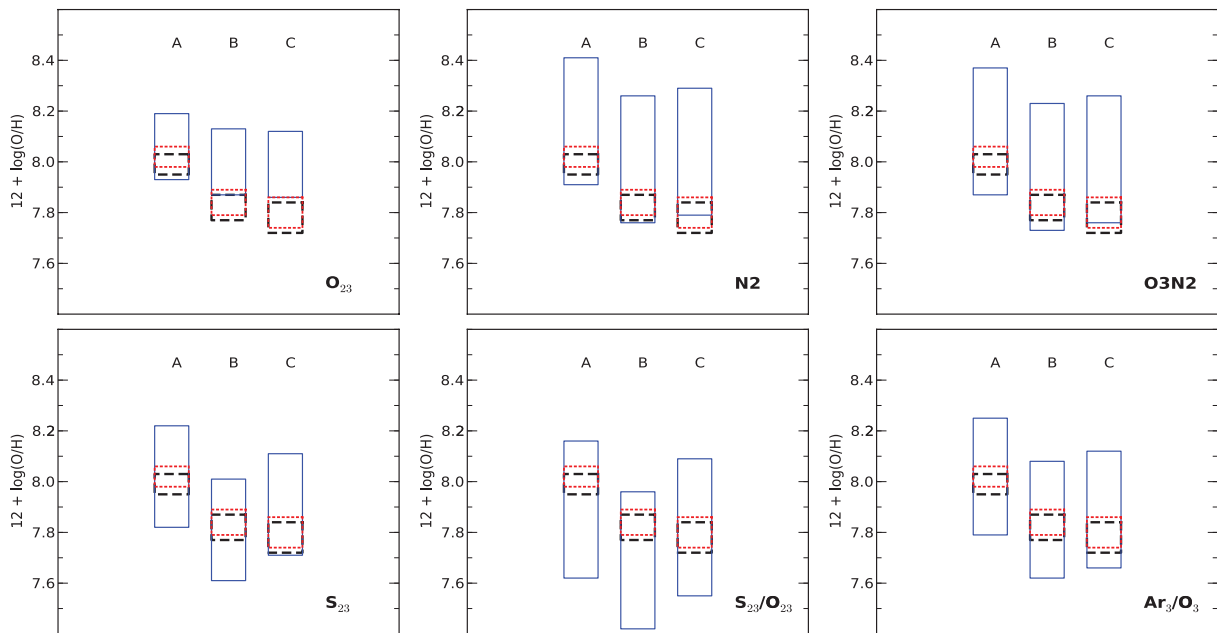 A B C
8.4
8.2
8.0
7.8
7.6
12 + log(O/H)
O₂₃
A B C
8.4
8.2
8.0
7.8
7.6
12 + log(O/H)
N2
A B C
8.4
8.2
8.0
7.8
7.6
12 + log(O/H)
O3N2
A B C
8.4
8.2
8.0
7.8
7.6
12 + log(O/H)
S₂₃
A B C
8.4
8.2
8.0
7.8
7.6
12 + log(O/H)
S₂₃/O₂₃
A B C
8.4
8.2
8.0
7.8
7.6
12 + log(O/H)
Ar₃/O₃